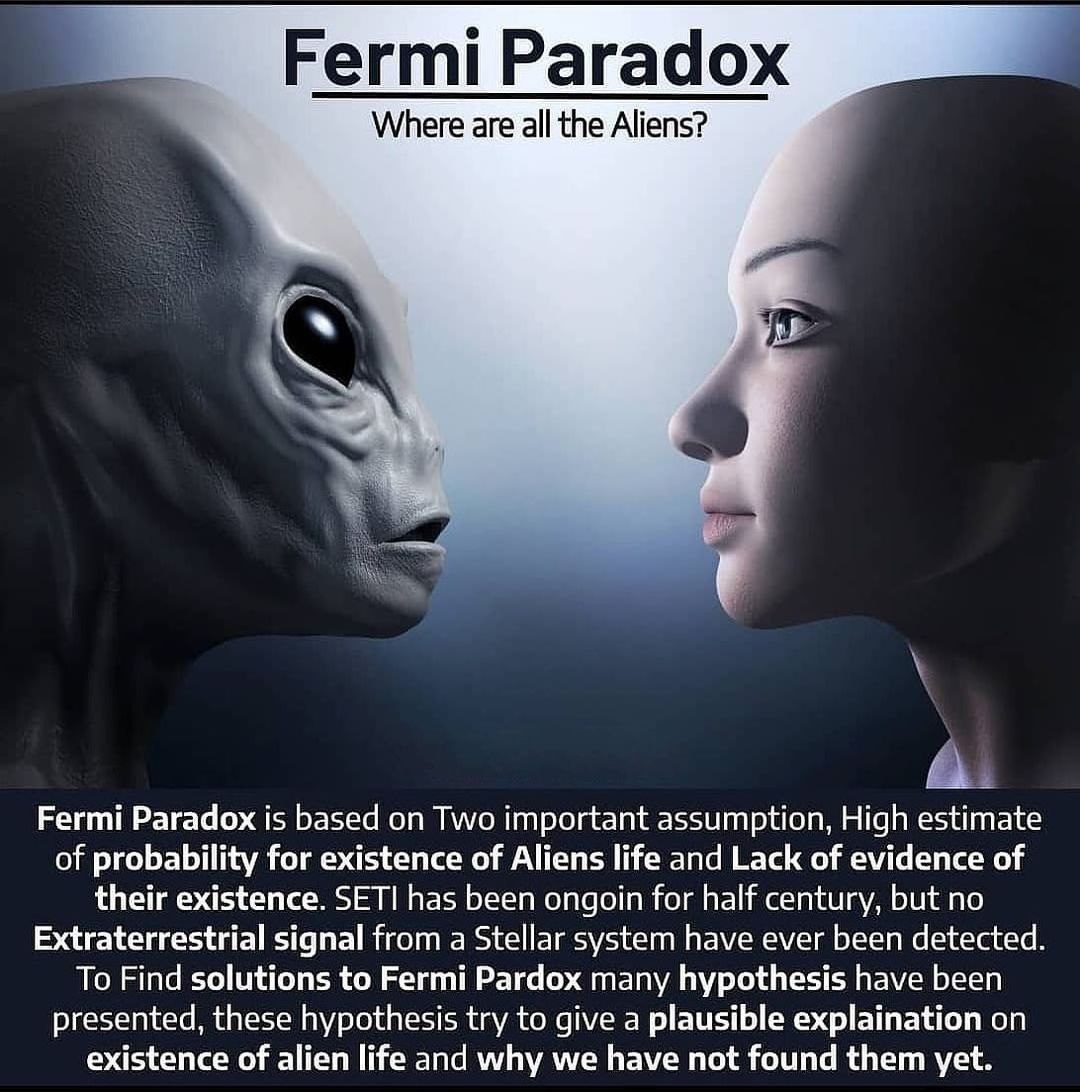 Fermi Paradox
Where are all the Aliens?
Fermi Paradox is based on Two important assumption, High estimate
of probability for existence of Aliens life and Lack of evidence of
their existence. SETI has been ongoin for half century, but no
Extraterrestrial signal from a Stellar system have ever been detected.
To Find solutions to Fermi Pardox many hypothesis have been
presented, these hypothesis try to give a plausible explaination on
existence of alien life and why we have not found them yet.